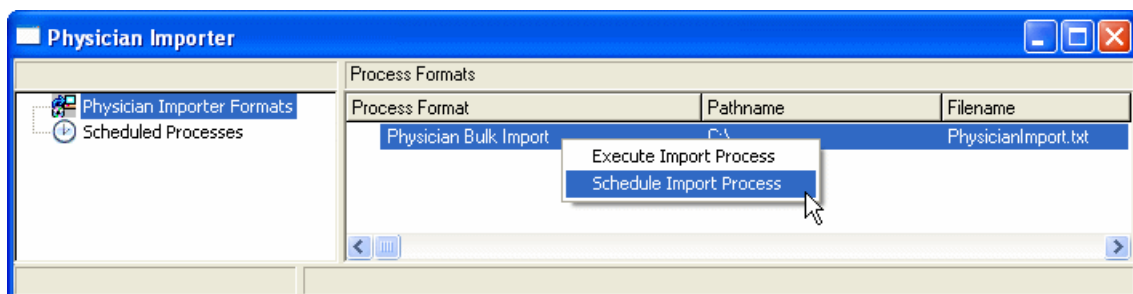 Physician Importer
Process Formats
Physician Importer Formats
Scheduled Processes
Process Format Pathname Filename
Physician Bulk Import C:\ PhysicianImport.txt
Execute Import Process
Schedule Import Process